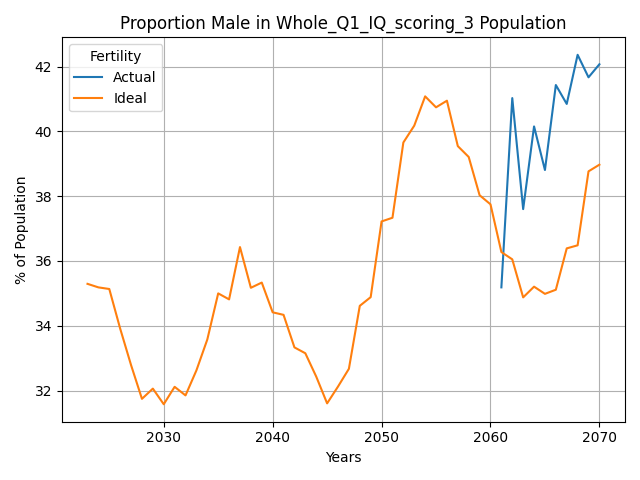 Proportion Male in Whole_Q1_IQ_scoring_3 Population
Fertility
Actual
Ideal
% of Population
42
40
38
36
34
32
2030
2040
2050
2060
2070
Years